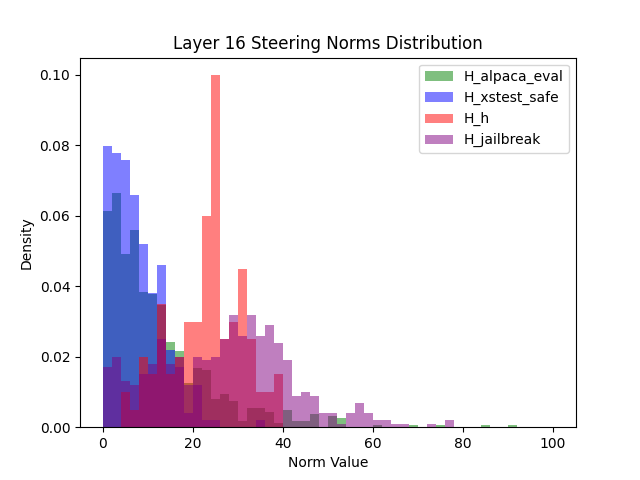 Layer 16 Steering Norms Distribution
H_alpaca_eval
H_xstest_safe
H_h
H_jailbreak
Density
0.10
0.08
0.06
0.04
0.02
0.00
0 20 40 60 80 100
Norm Value